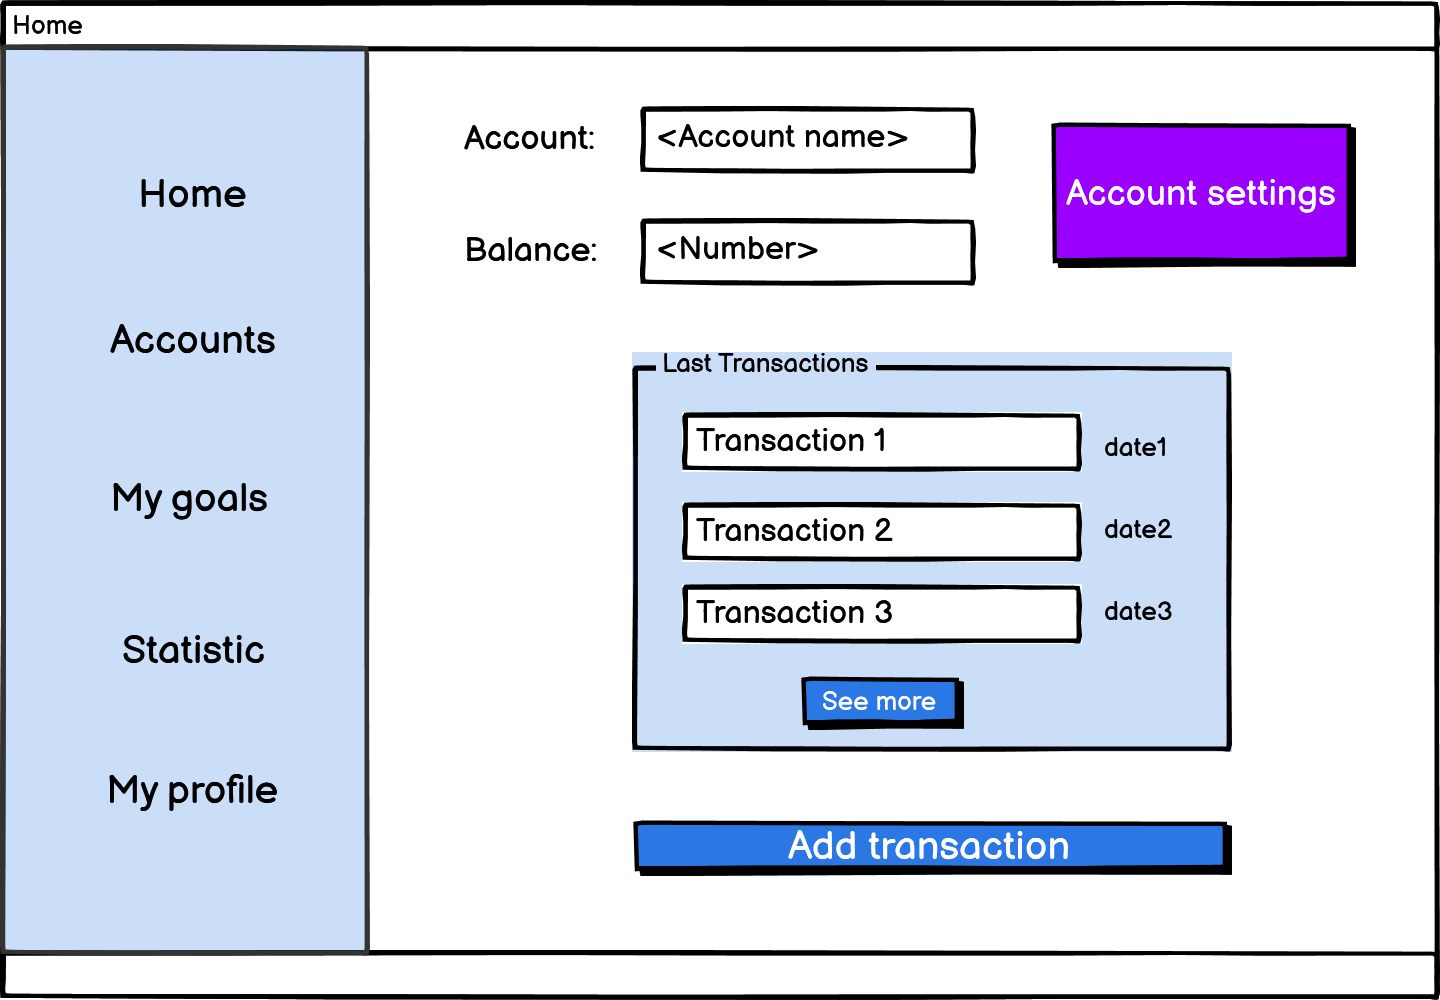 Home
Home
Accounts
My goals
Statistic
My profile
Account: <Account name>
Balance: <Number>
Account settings
Last Transactions
Transaction 1 date1
Transaction 2 date2
Transaction 3 date3
See more
Add transaction